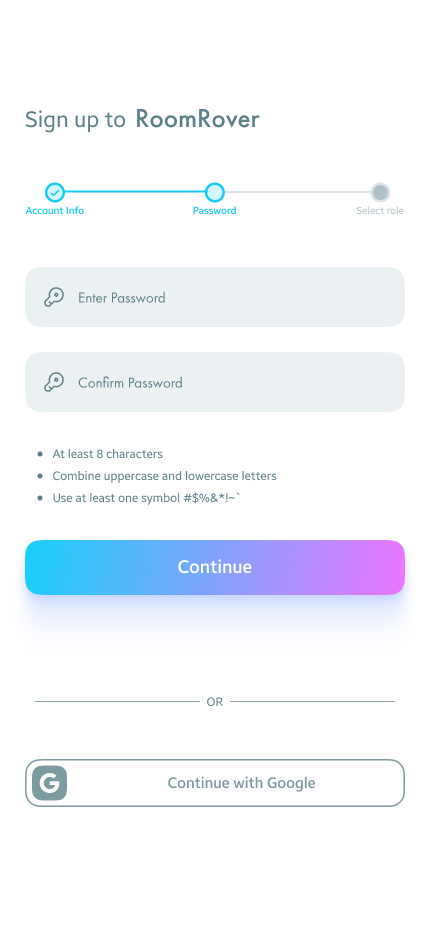 Sign up to RoomRover
Account Info
Password
Select role
Enter Password
Confirm Password
• At least 8 characters
• Combine uppercase and lowercase letters
• Use at least one symbol #$%&*!~`
Continue
OR
G
Continue with Google